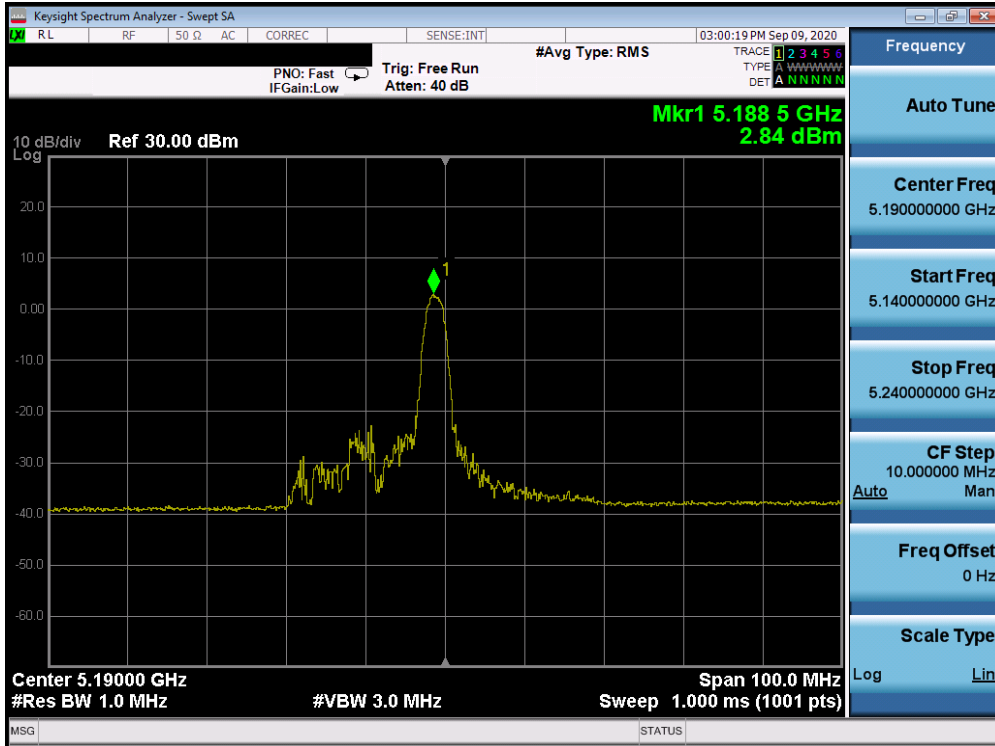 Keysight Spectrum Analyzer - Swept SA
LXI RL RF 50 Ω AC CORREC SENSE:INT 03:00:19 PM Sep 09, 2020
#Avg Type: RMS TRACE 1 2 3 4 5 6
PNO: Fast Trig: Free Run TYPE A WWWWW
IFGain:Low Atten: 40 dB DET A N N N N N
Mkr1 5.188 5 GHz
2.84 dBm
10 dB/div Ref 30.00 dBm
Log
1
20.0
10.0
0.00
-10.0
-20.0
-30.0
-40.0
-50.0
-60.0
Center 5.19000 GHz Span 100.0 MHz
#Res BW 1.0 MHz #VBW 3.0 MHz Sweep 1.000 ms (1001 pts)
MSG STATUS
Frequency
Auto Tune
Center Freq
5.190000000 GHz
Start Freq
5.140000000 GHz
Stop Freq
5.240000000 GHz
CF Step
10.000000 MHz
Auto Man
Freq Offset
0 Hz
Scale Type
Log Lin